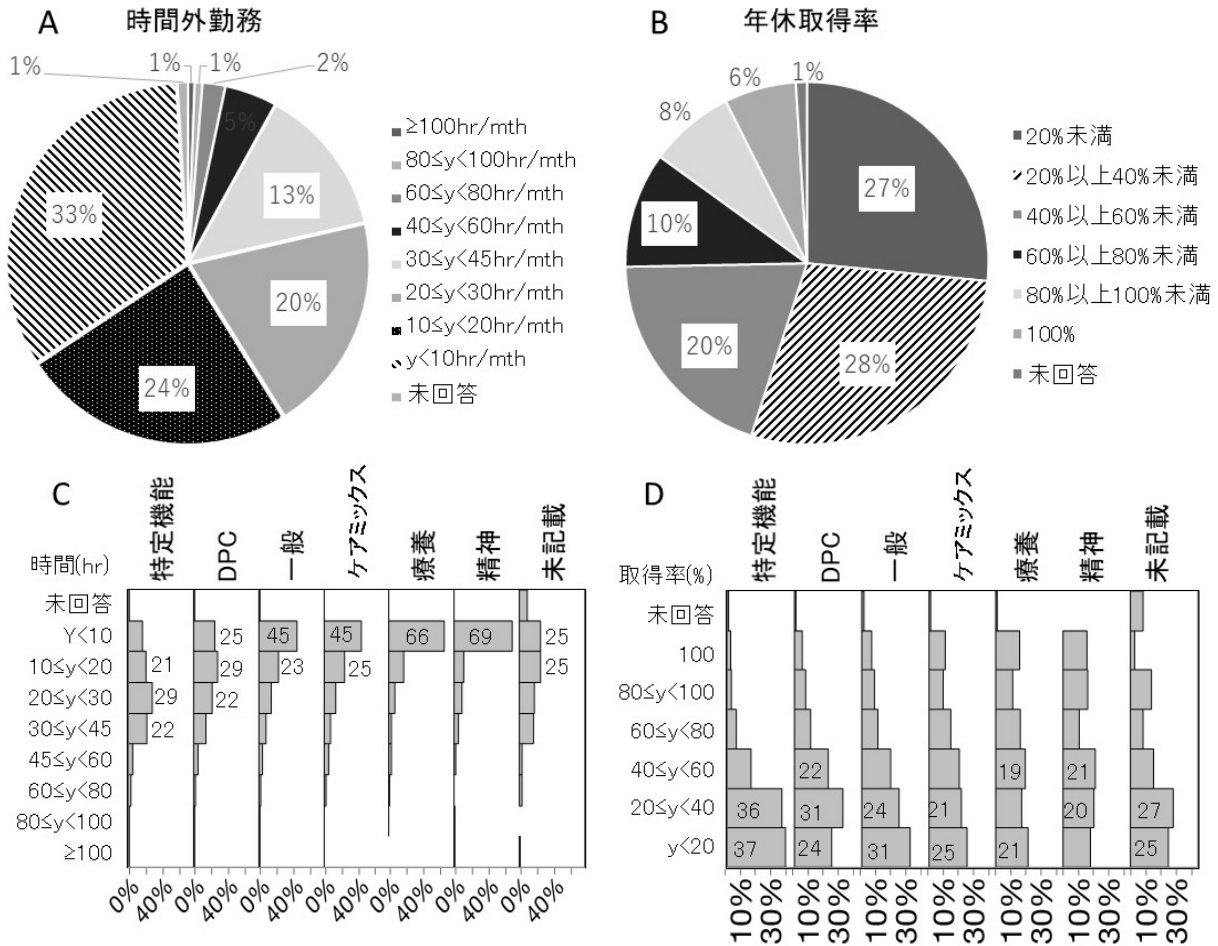 A 時間外勤務
1% 1% 1% 2%
5%
13%
20%
24%
33%
≥100hr/mth
80≤y<100hr/mth
60≤y<80hr/mth
40≤y<60hr/mth
30≤y<45hr/mth
20≤y<30hr/mth
10≤y<20hr/mth
y<10hr/mth
未回答
B 年休取得率
1%
6%
8%
10%
20%
28%
27%
20%未満
20%以上40%未満
40%以上60%未満
60%以上80%未満
80%以上100%未満
100%
未回答
C
特定機能 DPC 一般 ケアミックス 療養 精神 未記載
時間(hr)
未回答
Y<10 25 45 45 66 69 25
10≤y<20 21 29 23 25 25
20≤y<30 29 22
30≤y<45 22
45≤y<60
60≤y<80
80≤y<100
≥100
0% 40% 0% 40% 0% 40% 0% 40% 0% 40% 0% 40% 0% 40%
D
特定機能 DPC 一般 ケアミックス 療養 精神 未記載
取得率(%)
未回答
100
80≤y<100
60≤y<80
40≤y<60 22 19 21
20≤y<40 36 31 24 21 20 27
y<20 37 24 31 25 21 25
10% 30% 10% 30% 10% 30% 10% 30% 10% 30% 10% 30% 10% 30%